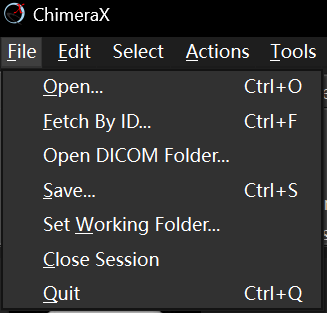 ChimeraX
File Edit Select Actions Tools
Open... Ctrl+O
Fetch By ID... Ctrl+F
Open DICOM Folder...
Save... Ctrl+S
Set Working Folder...
Close Session
Quit Ctrl+Q